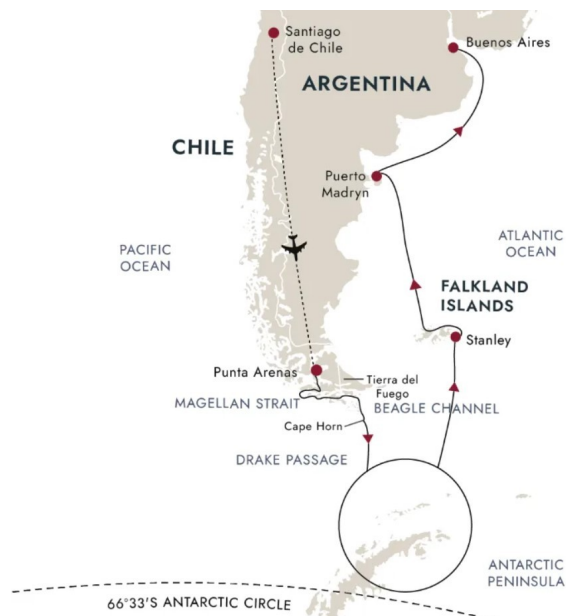 Santiago
de Chile
Buenos Aires
ARGENTINA
CHILE
Puerto
Madryn
PACIFIC
OCEAN
ATLANTIC
OCEAN
FALKLAND
ISLANDS
Stanley
Punta Arenas
Tierra del
Fuego
MAGELLAN STRAIT
BEAGLE CHANNEL
Cape Horn
DRAKE PASSAGE
ANTARCTIC
PENINSULA
66°33'S ANTARCTIC CIRCLE